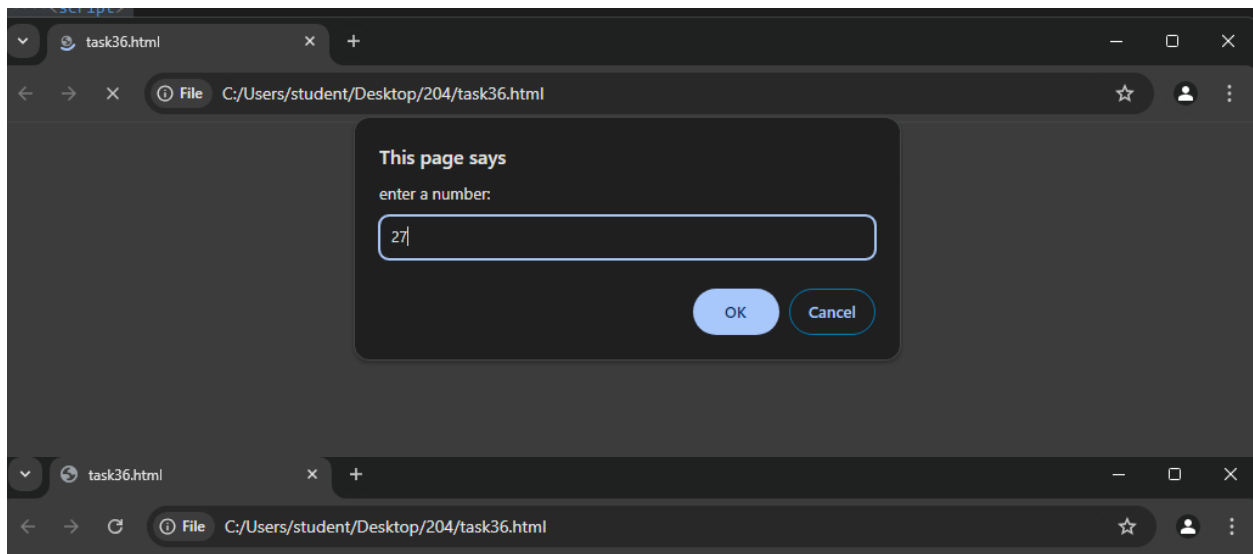 <script>
task36.html
File C:/Users/student/Desktop/204/task36.html
This page says
enter a number:
27
OK Cancel
task36.html
File C:/Users/student/Desktop/204/task36.html